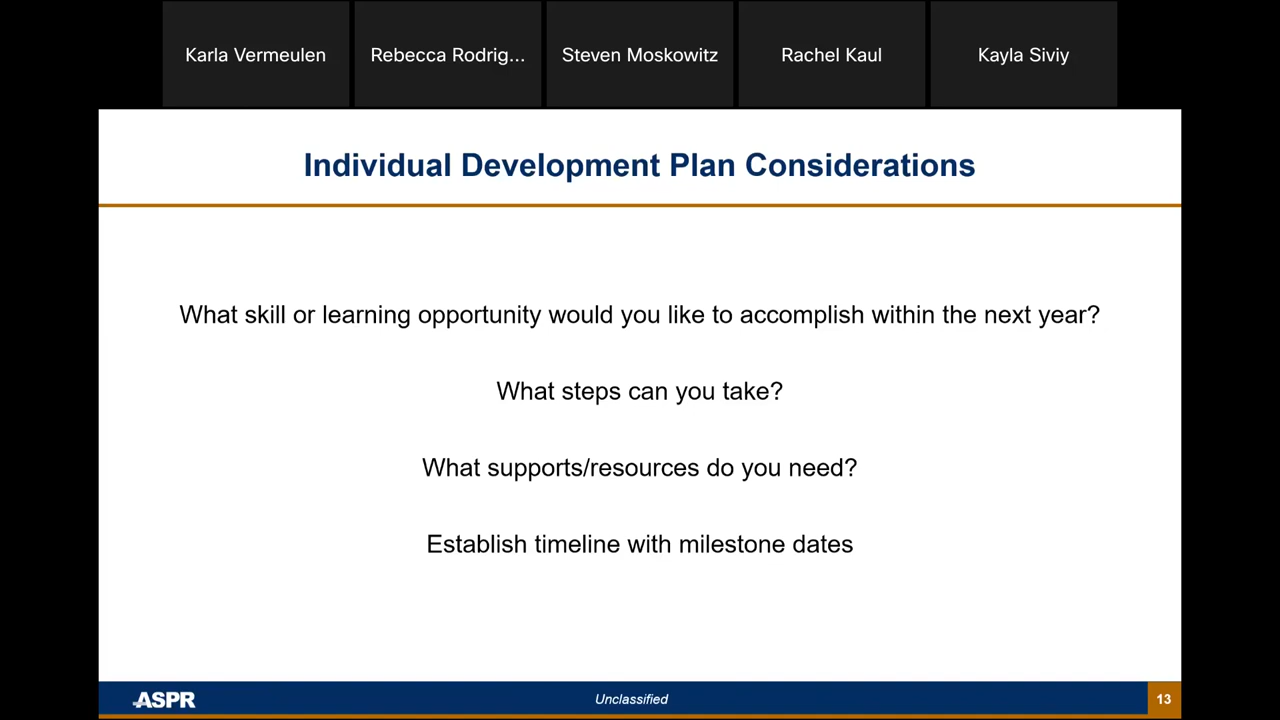 Karla Vermeulen
Rebecca Rodrig...
Steven Moskowitz
Rachel Kaul
Kayla Siviy
Individual Development Plan Considerations
What skill or learning opportunity would you like to accomplish within the next year?
What steps can you take?
What supports/resources do you need?
Establish timeline with milestone dates
ASPR
Unclassified
13